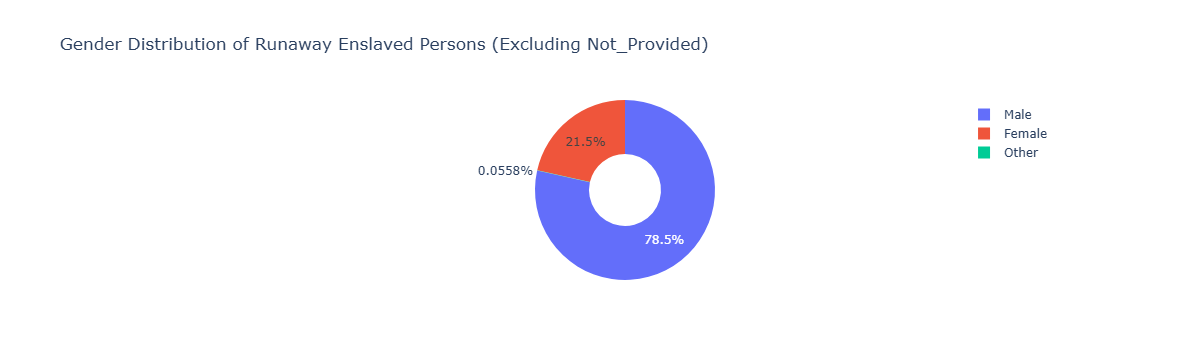 Gender Distribution of Runaway Enslaved Persons (Excluding Not_Provided)
Male
Female
Other
21.5%
0.0558%
78.5%